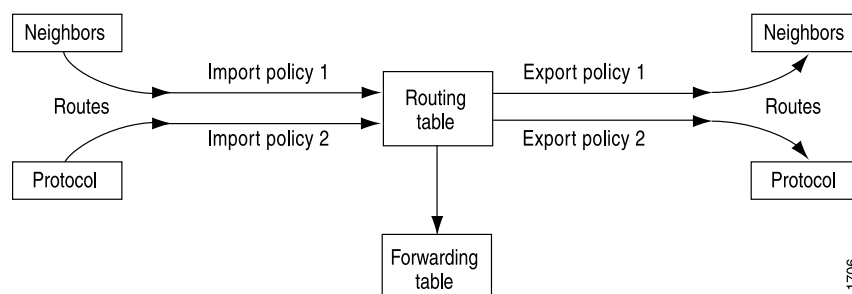 Neighbors
Neighbors
Import policy 1
Export policy 1
Routes
Routing
table
Routes
Import policy 2
Export policy 2
Protocol
Protocol
Forwarding
table
1706